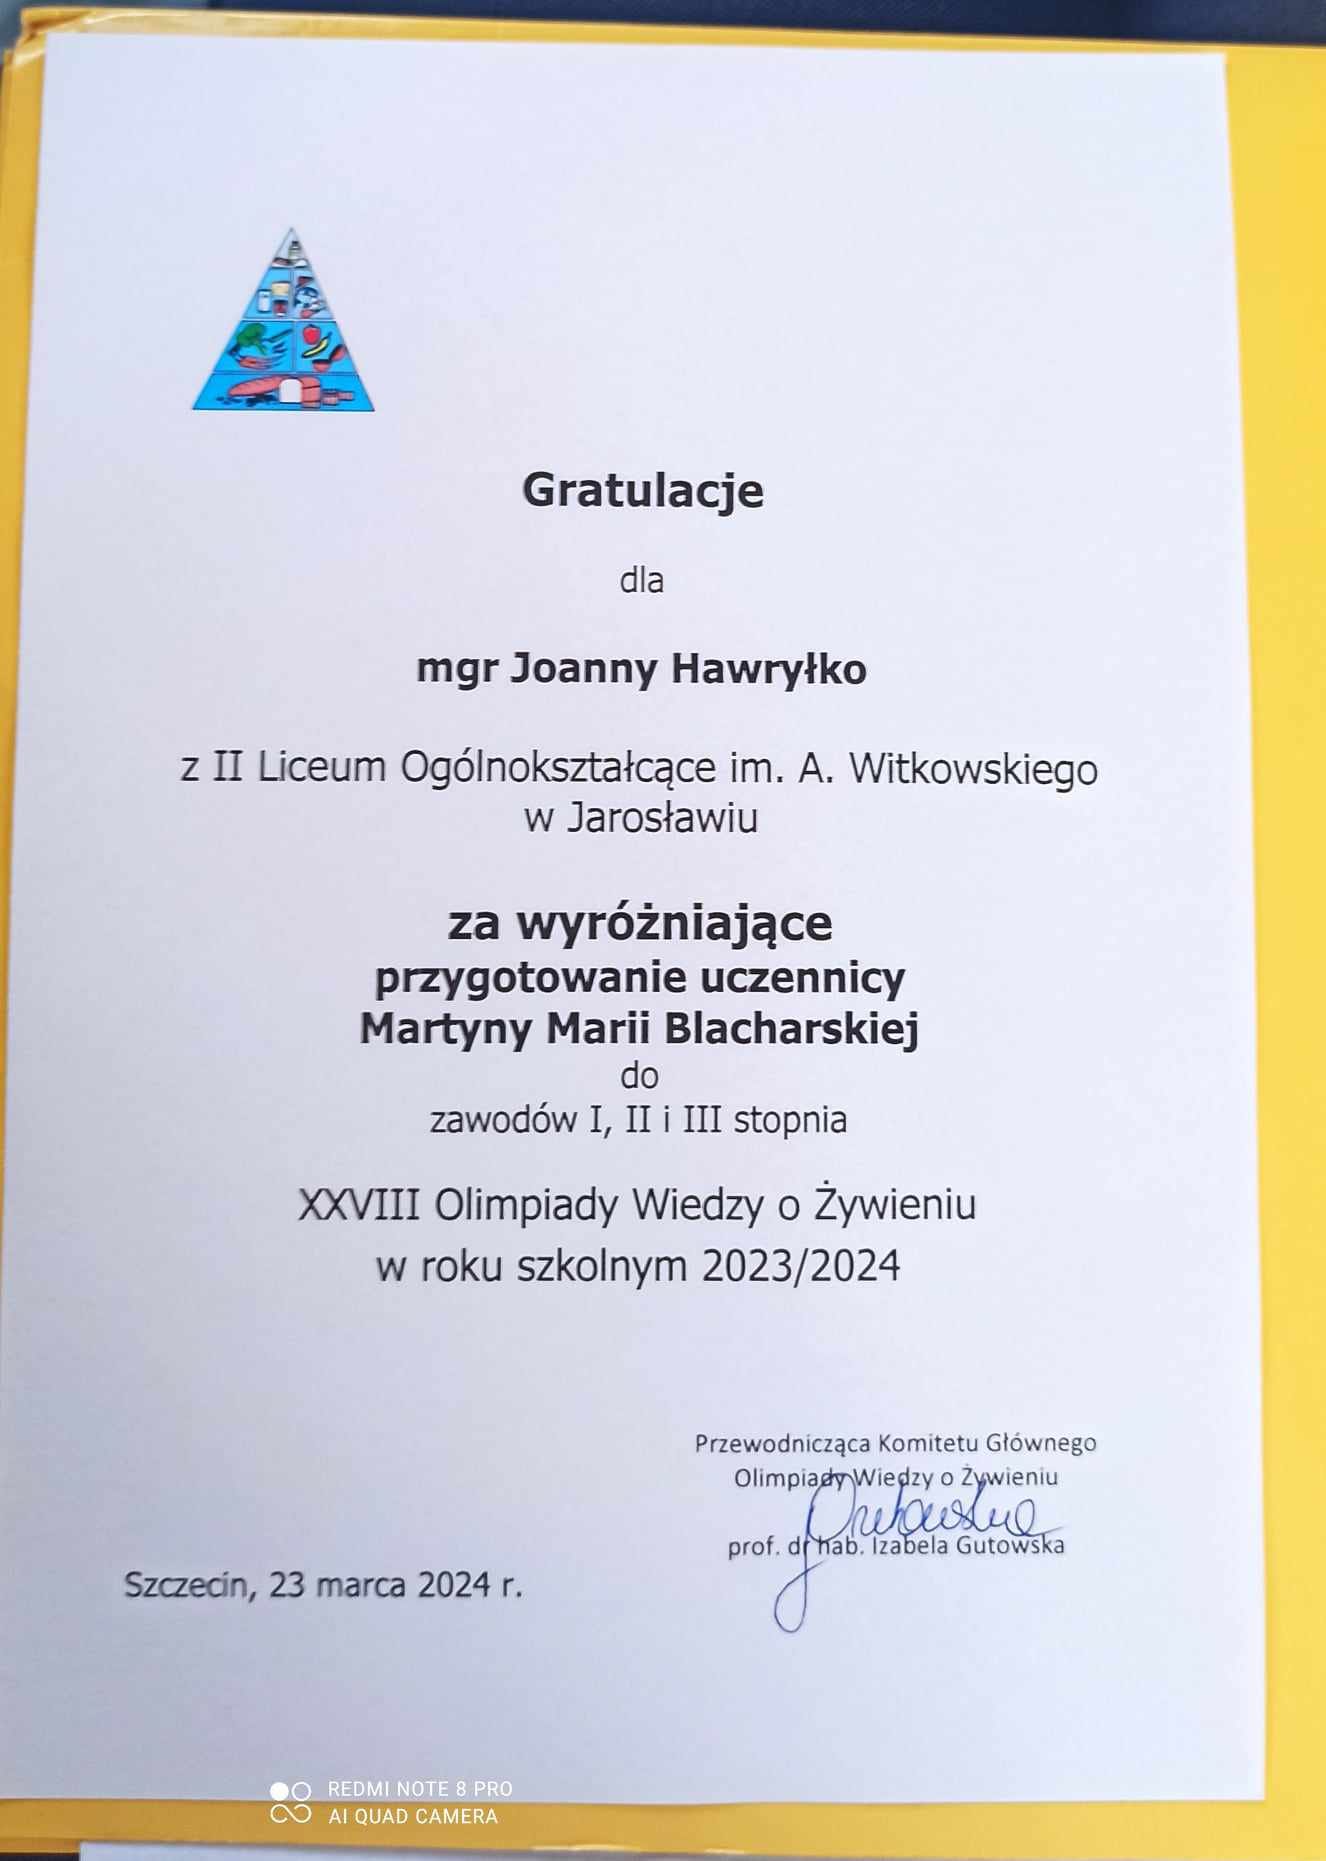 Gratulacje
dla
mgr Joanny Hawryłko
z II Liceum Ogólnokształcące im. A. Witkowskiego
w Jarosławiu
za wyróżniające
przygotowanie uczennicy
Martyny Marii Blacharskiej
do
zawodów I, II i III stopnia
XXVIII Olimpiady Wiedzy o Żywieniu
w roku szkolnym 2023/2024
Przewodnicząca Komitetu Głównego
Olimpiady Wiedzy o Żywieniu
Gutowska
prof. dr hab. Izabela Gutowska
Szczecin, 23 marca 2024 r.
REDMI NOTE 8 PRO
AI QUAD CAMERA